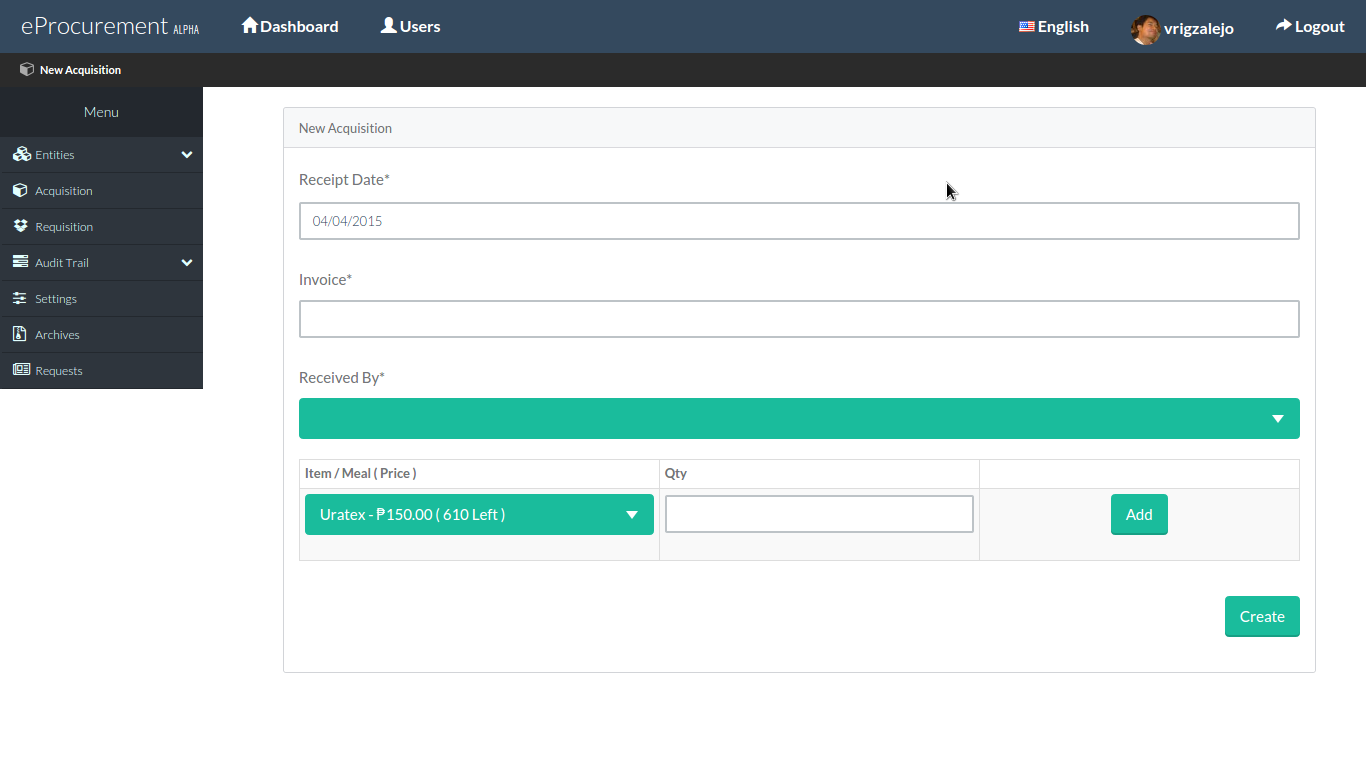 eProcurement ALPHA Dashboard Users English vrigzalejo Logout
New Acquisition
Menu
Entities
Acquisition
Requisition
Audit Trail
Settings
Archives
Requests
New Acquisition
Receipt Date*
04/04/2015
Invoice*
Received By*
Item / Meal ( Price ) Qty
Uratex - ₱150.00 ( 610 Left ) Add
Create